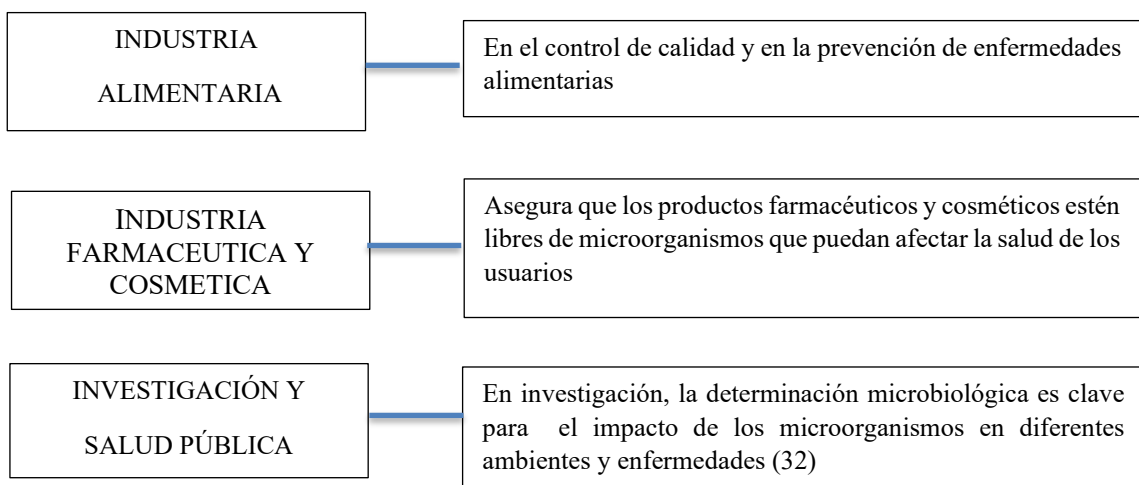 INDUSTRIA
ALIMENTARIA
En el control de calidad y en la prevención de enfermedades
alimentarias
INDUSTRIA
FARMACEUTICA Y
COSMETICA
Asegura que los productos farmacéuticos y cosméticos estén
libres de microorganismos que puedan afectar la salud de los
usuarios
INVESTIGACIÓN Y
SALUD PÚBLICA
En investigación, la determinación microbiológica es clave
para el impacto de los microorganismos en diferentes
ambientes y enfermedades (32)